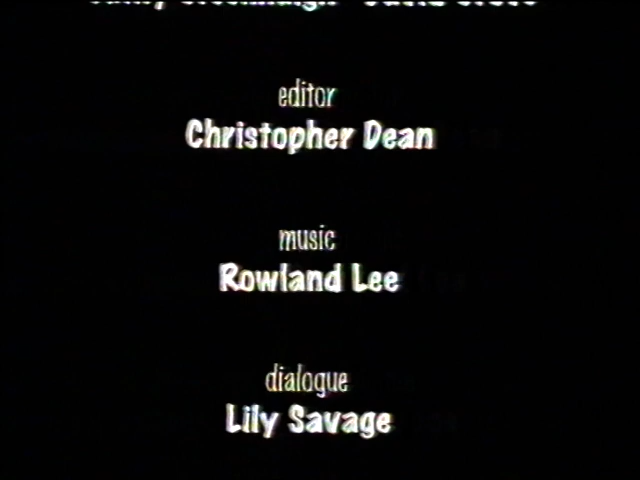 editor
Christopher Dean
music
Rowland Lee
dialogue
Lily Savage